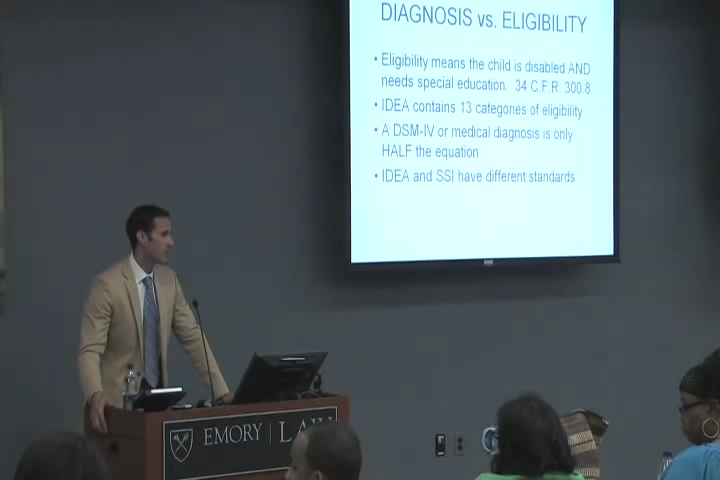 DIAGNOSIS vs. ELIGIBILITY
• Eligibility means the child is disabled AND
needs special education. 34 C.F.R. 300.8
• IDEA contains 13 categories of eligibility
• A DSM-IV or medical diagnosis is only
HALF the equation
• IDEA and SSI have different standards
EMORY | LAW